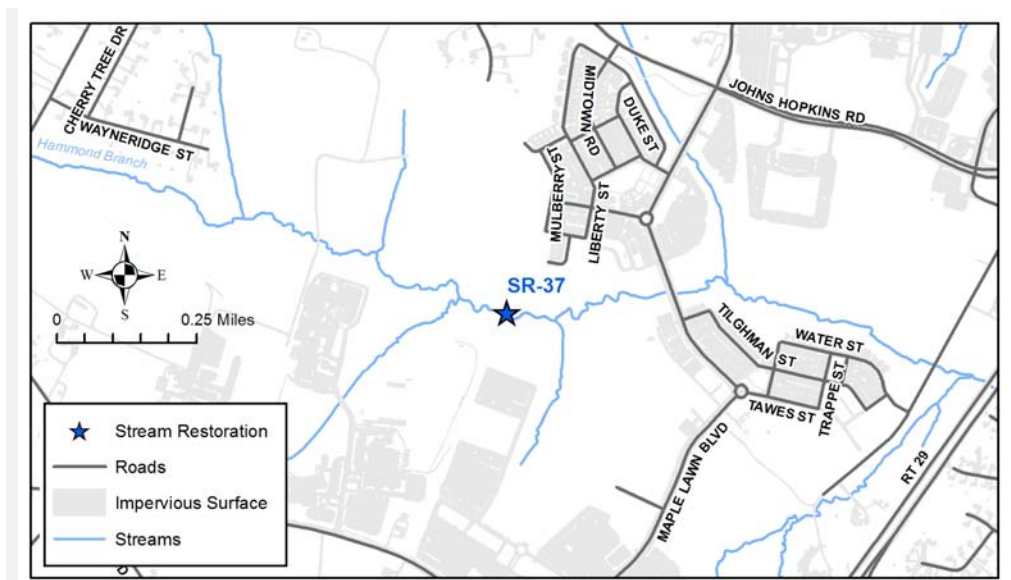 CHERRY TREE DR
WAYNERIDGE ST
Hammond Branch
MIDTOWN RD
DUKE ST
JOHNS HOPKINS RD
MULBERRY ST
LIBERTY ST
N
W E
S
SR-37
0 0.25 Miles
TILGHMAN ST
WATER ST
TRAPPE ST
TAWES ST
MAPLE LAWN BLVD
RT 29
Stream Restoration
Roads
Impervious Surface
Streams
D